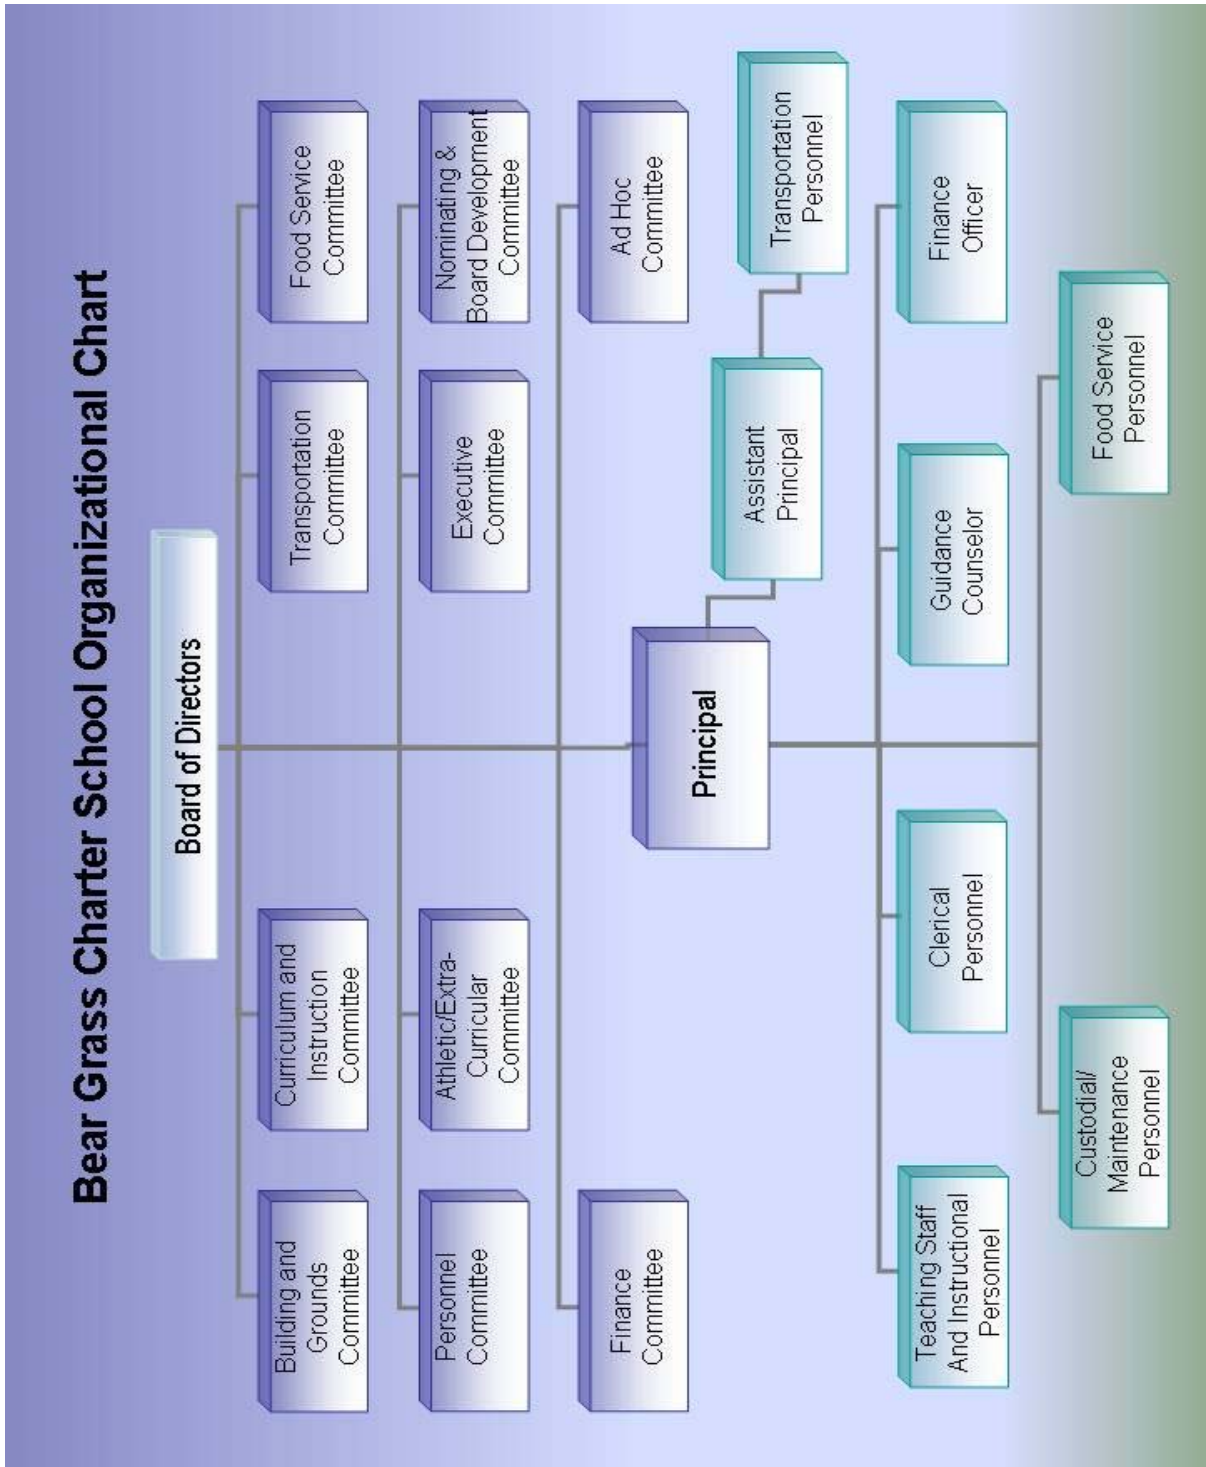 Bear Grass Charter School Organizational Chart
Board of Directors
Building and
Grounds
Committee
Curriculum and
Instruction
Committee
Transportation
Committee
Food Service
Committee
Personnel
Committee
Athletic/Extra-
Curricular
Committee
Executive
Committee
Nominating &
Board Development
Committee
Finance
Committee
Ad Hoc
Committee
Principal
Assistant
Principal
Transportation
Personnel
Teaching Staff
And Instructional
Personnel
Clerical
Personnel
Guidance
Counselor
Finance
Officer
Custodial/
Maintenance
Personnel
Food Service
Personnel